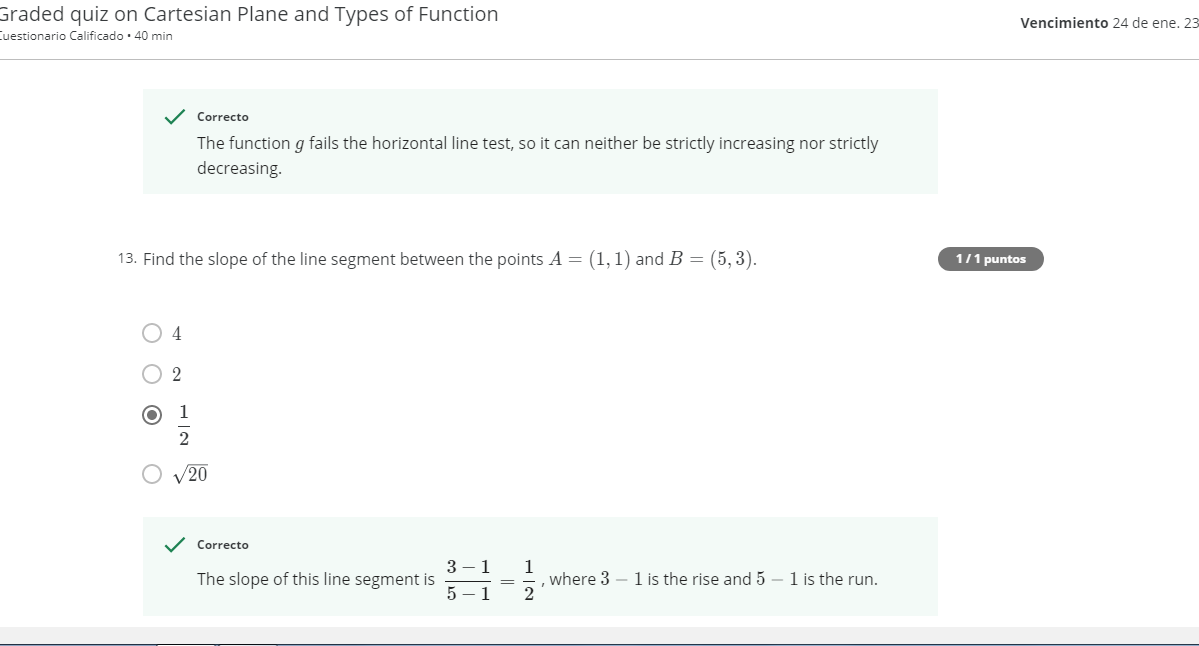 Graded quiz on Cartesian Plane and Types of Function
Cuestionario Calificado • 40 min
Vencimiento 24 de ene. 23
Correcto
The function g fails the horizontal line test, so it can neither be strictly increasing nor strictly
decreasing.
13. Find the slope of the line segment between the points A = (1, 1) and B = (5, 3).
1 / 1 puntos
4
2
1/2
√20
Correcto
The slope of this line segment is (3 − 1)/(5 − 1) = 1/2, where 3 − 1 is the rise and 5 − 1 is the run.